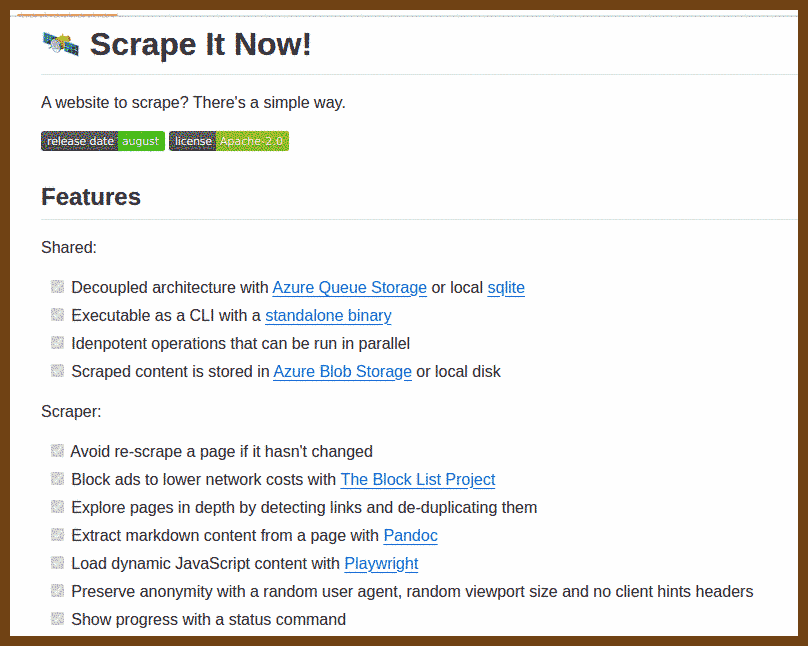 Scrape It Now!
A website to scrape? There's a simple way.
release date august license Apache-2.0
Features
Shared:
Decoupled architecture with Azure Queue Storage or local sqlite
Executable as a CLI with a standalone binary
Idenpotent operations that can be run in parallel
Scraped content is stored in Azure Blob Storage or local disk
Scraper:
Avoid re-scrape a page if it hasn't changed
Block ads to lower network costs with The Block List Project
Explore pages in depth by detecting links and de-duplicating them
Extract markdown content from a page with Pandoc
Load dynamic JavaScript content with Playwright
Preserve anonymity with a random user agent, random viewport size and no client hints headers
Show progress with a status command